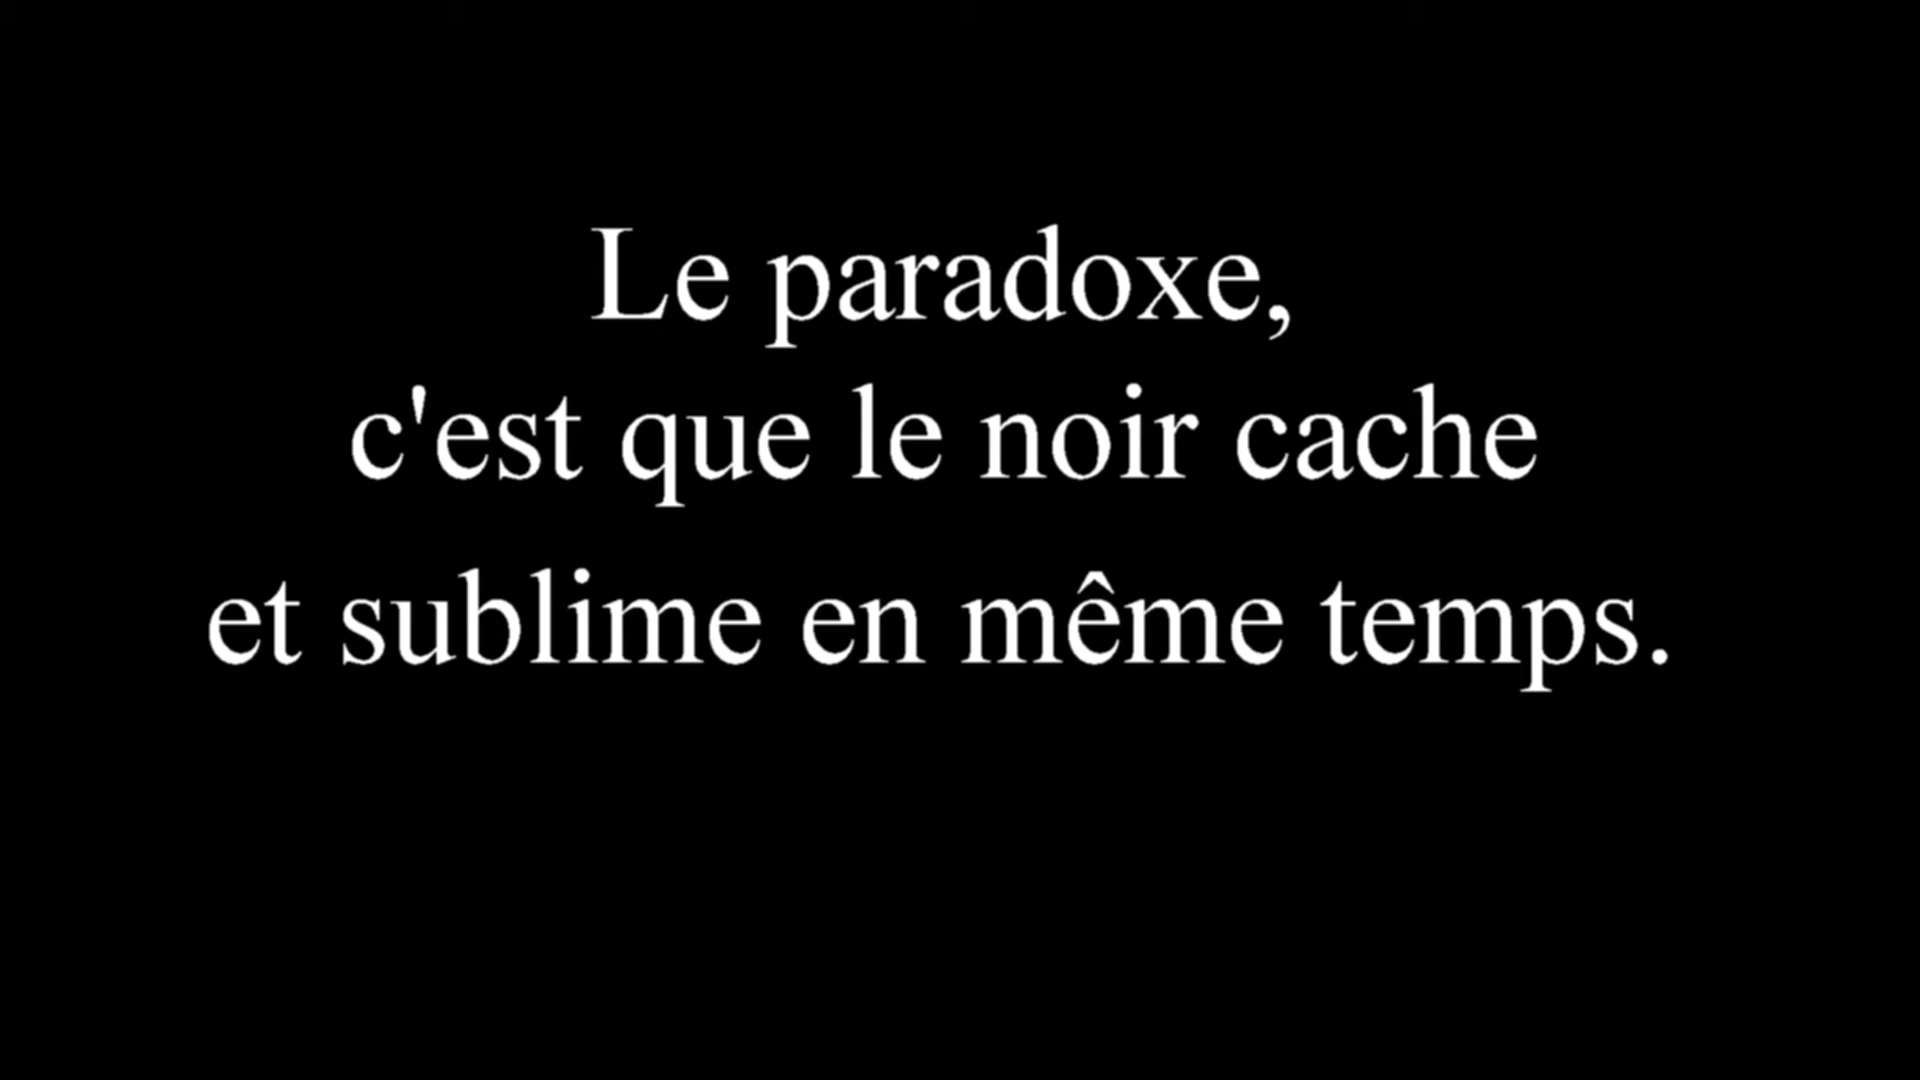 Le paradoxe,
c'est que le noir cache
et sublime en même temps.